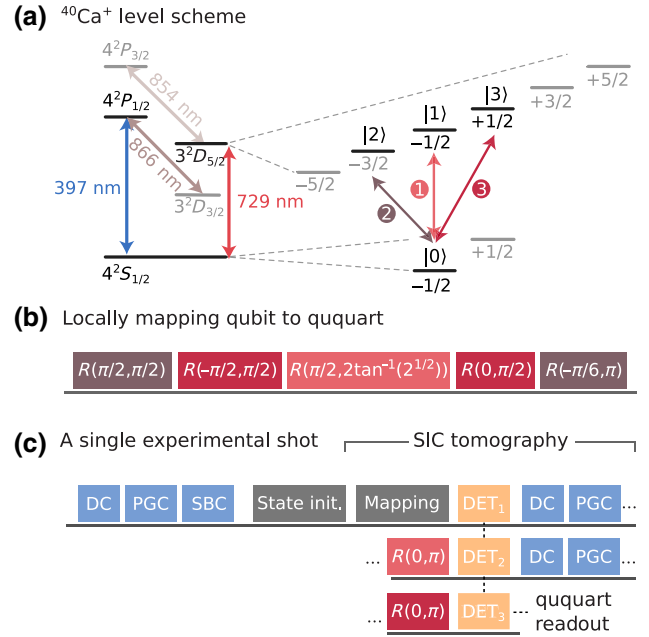 (a) ⁴⁰Ca⁺ level scheme
4²P₃/₂
854 nm
4²P₁/₂
866 nm
3²D₅/₂
397 nm
3²D₃/₂
729 nm
4²S₁/₂
+5/2
|3⟩
+3/2
|1⟩
+1/2
|2⟩
−1/2
−3/2
−5/2
1
3
2
|0⟩
+1/2
−1/2
(b) Locally mapping qubit to ququart
R(π/2,π/2) R(−π/2,π/2) R(π/2,2tan⁻¹(2¹ᐟ²)) R(0,π/2) R(−π/6,π)
(c) A single experimental shot SIC tomography
DC PGC SBC State init. Mapping DET₁ DC PGC ...
... R(0,π) DET₂ DC PGC ...
... R(0,π) DET₃ ... ququart
readout